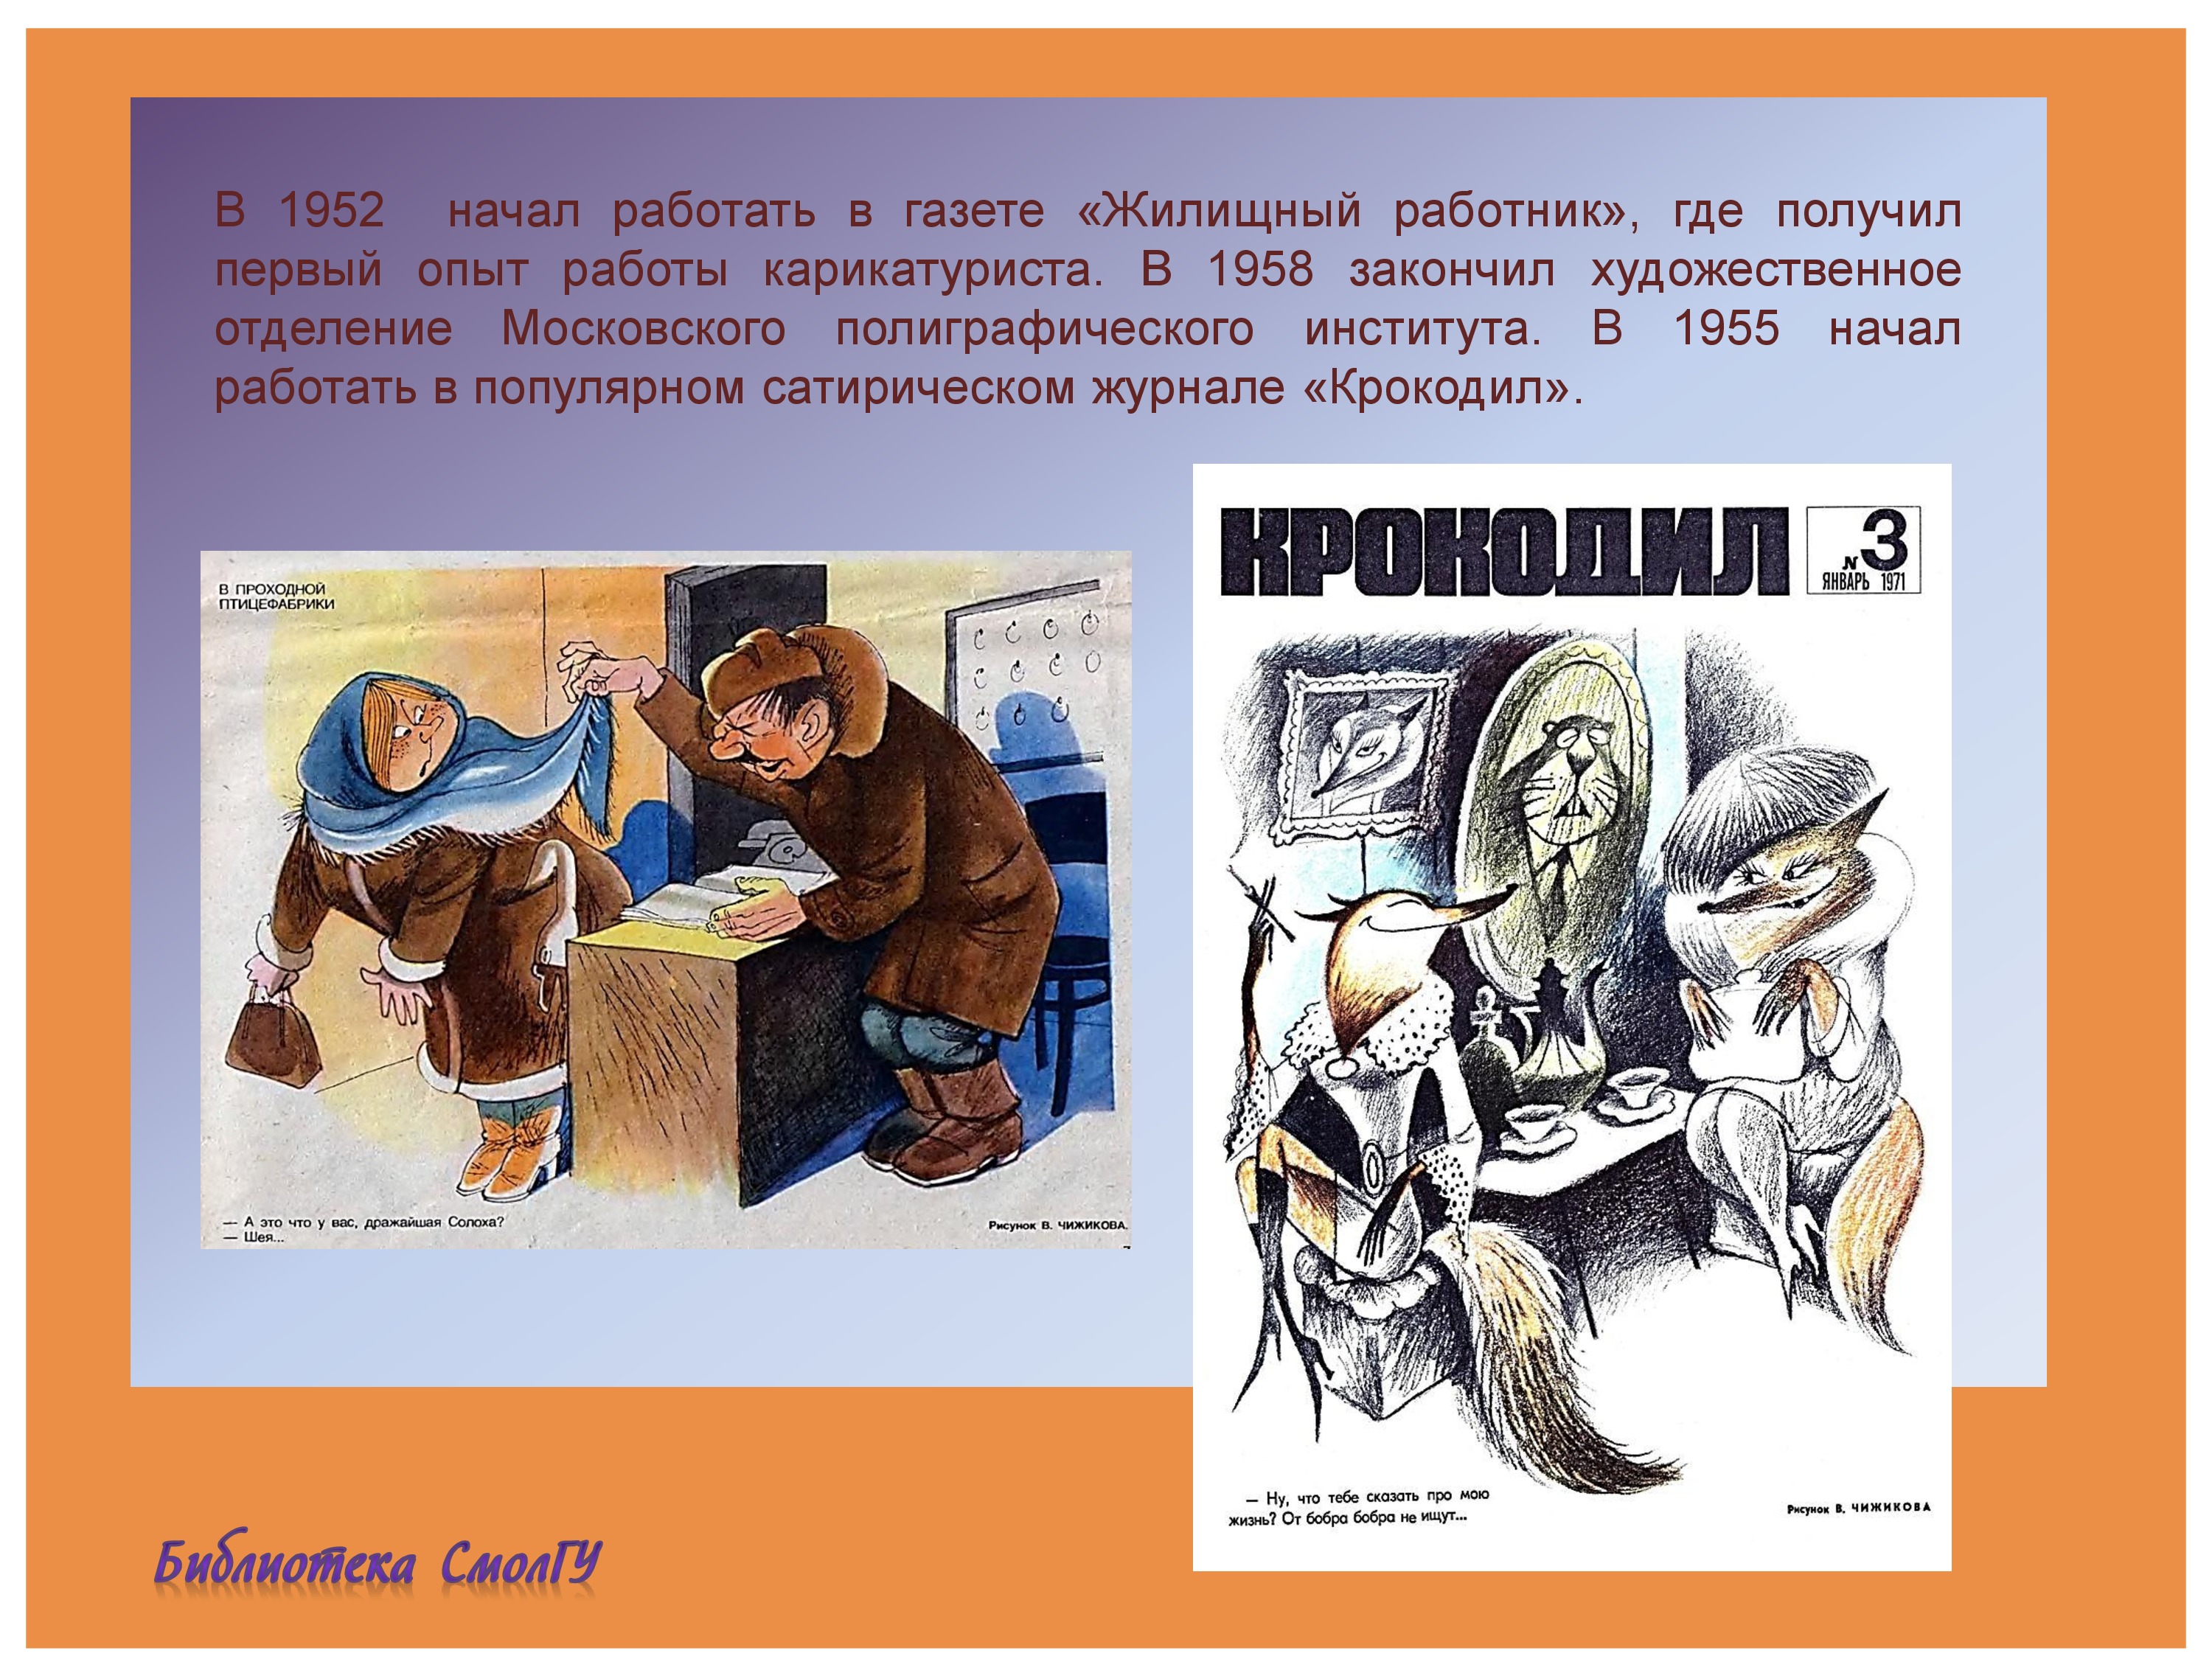 В 1952 начал работать в газете «Жилищный работник», где получил
первый опыт работы карикатуриста. В 1958 закончил художественное
отделение Московского полиграфического института. В 1955 начал
работать в популярном сатирическом журнале «Крокодил».
В ПРОХОДНОЙ
ПТИЦЕФАБРИКИ
— А это что у вас, дражайшая Солоха?
— Шея...
Рисунок В. ЧИЖИКОВА.
7
КРОКОДИЛ
N 3
ЯНВАРЬ 1971
— Ну, что тебе сказать про мою
жизнь? От бобра бобра не ищут...
Рисунок В. ЧИЖИКОВА
Библиотека СмолГУ